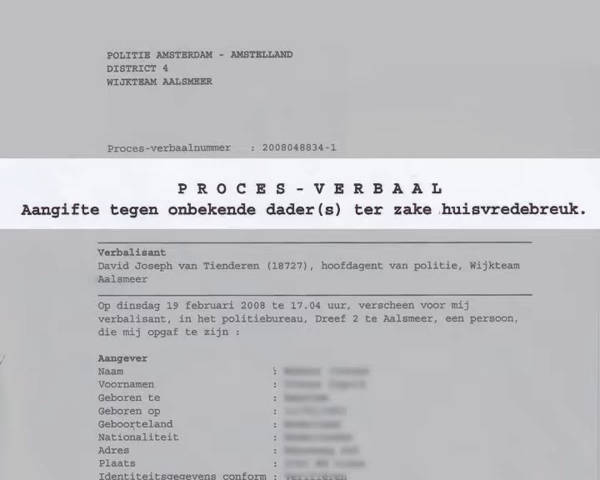 POLITIE AMSTERDAM - AMSTELLAND
DISTRICT 4
WIJKTEAM AALSMEER
Proces-verbaalnummer : 2008048834-1
P R O C E S - V E R B A A L
Aangifte tegen onbekende dader(s) ter zake huisvredebreuk.
Verbalisant
David Joseph van Tienderen (18727), hoofdagent van politie, Wijkteam
Aalsmeer
Op dinsdag 19 februari 2008 te 17.04 uur, verscheen voor mij
verbalisant, in het politiebureau, Dreef 2 te Aalsmeer, een persoon,
die mij opgaf te zijn :
Aangever
Naam :
Voornamen :
Geboren te :
Geboren op :
Geboorteland :
Nationaliteit :
Adres :
Plaats :
Identiteitsgegevens conform :